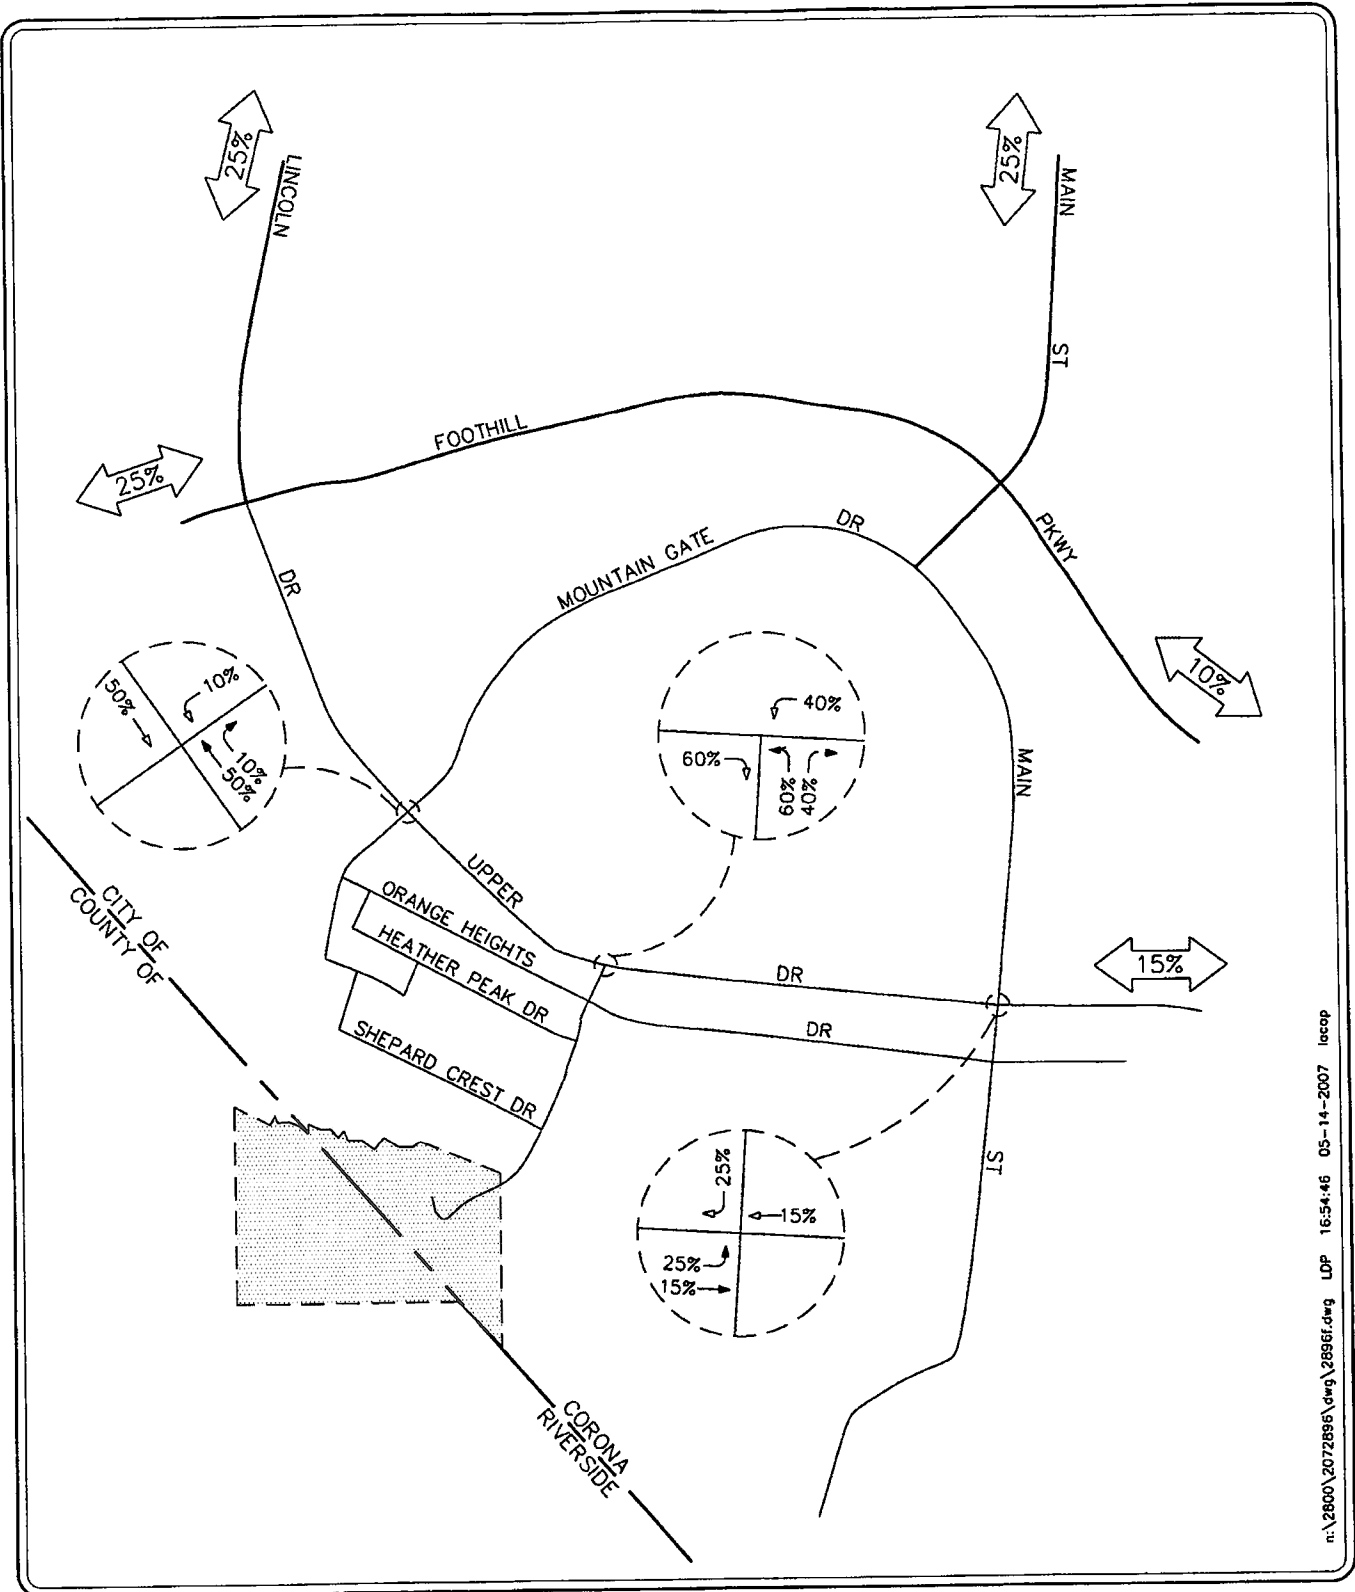 25%
LINCOLN
25%
MAIN
ST
FOOTHILL
25%
DR
MOUNTAIN GATE
DR
PKWY
10%
50%
10%
10%
50%
40%
60%
60%
40%
MAIN
UPPER
CITY OF
COUNTY OF
ORANGE HEIGHTS
HEATHER PEAK DR
SHEPARD CREST DR
DR
DR
15%
25%
15%
25%
15%
ST
CORONA
RIVERSIDE
n:\2800\2072896\dwg\2896f.dwg LDP 16:54:46 05-14-2007 lacap